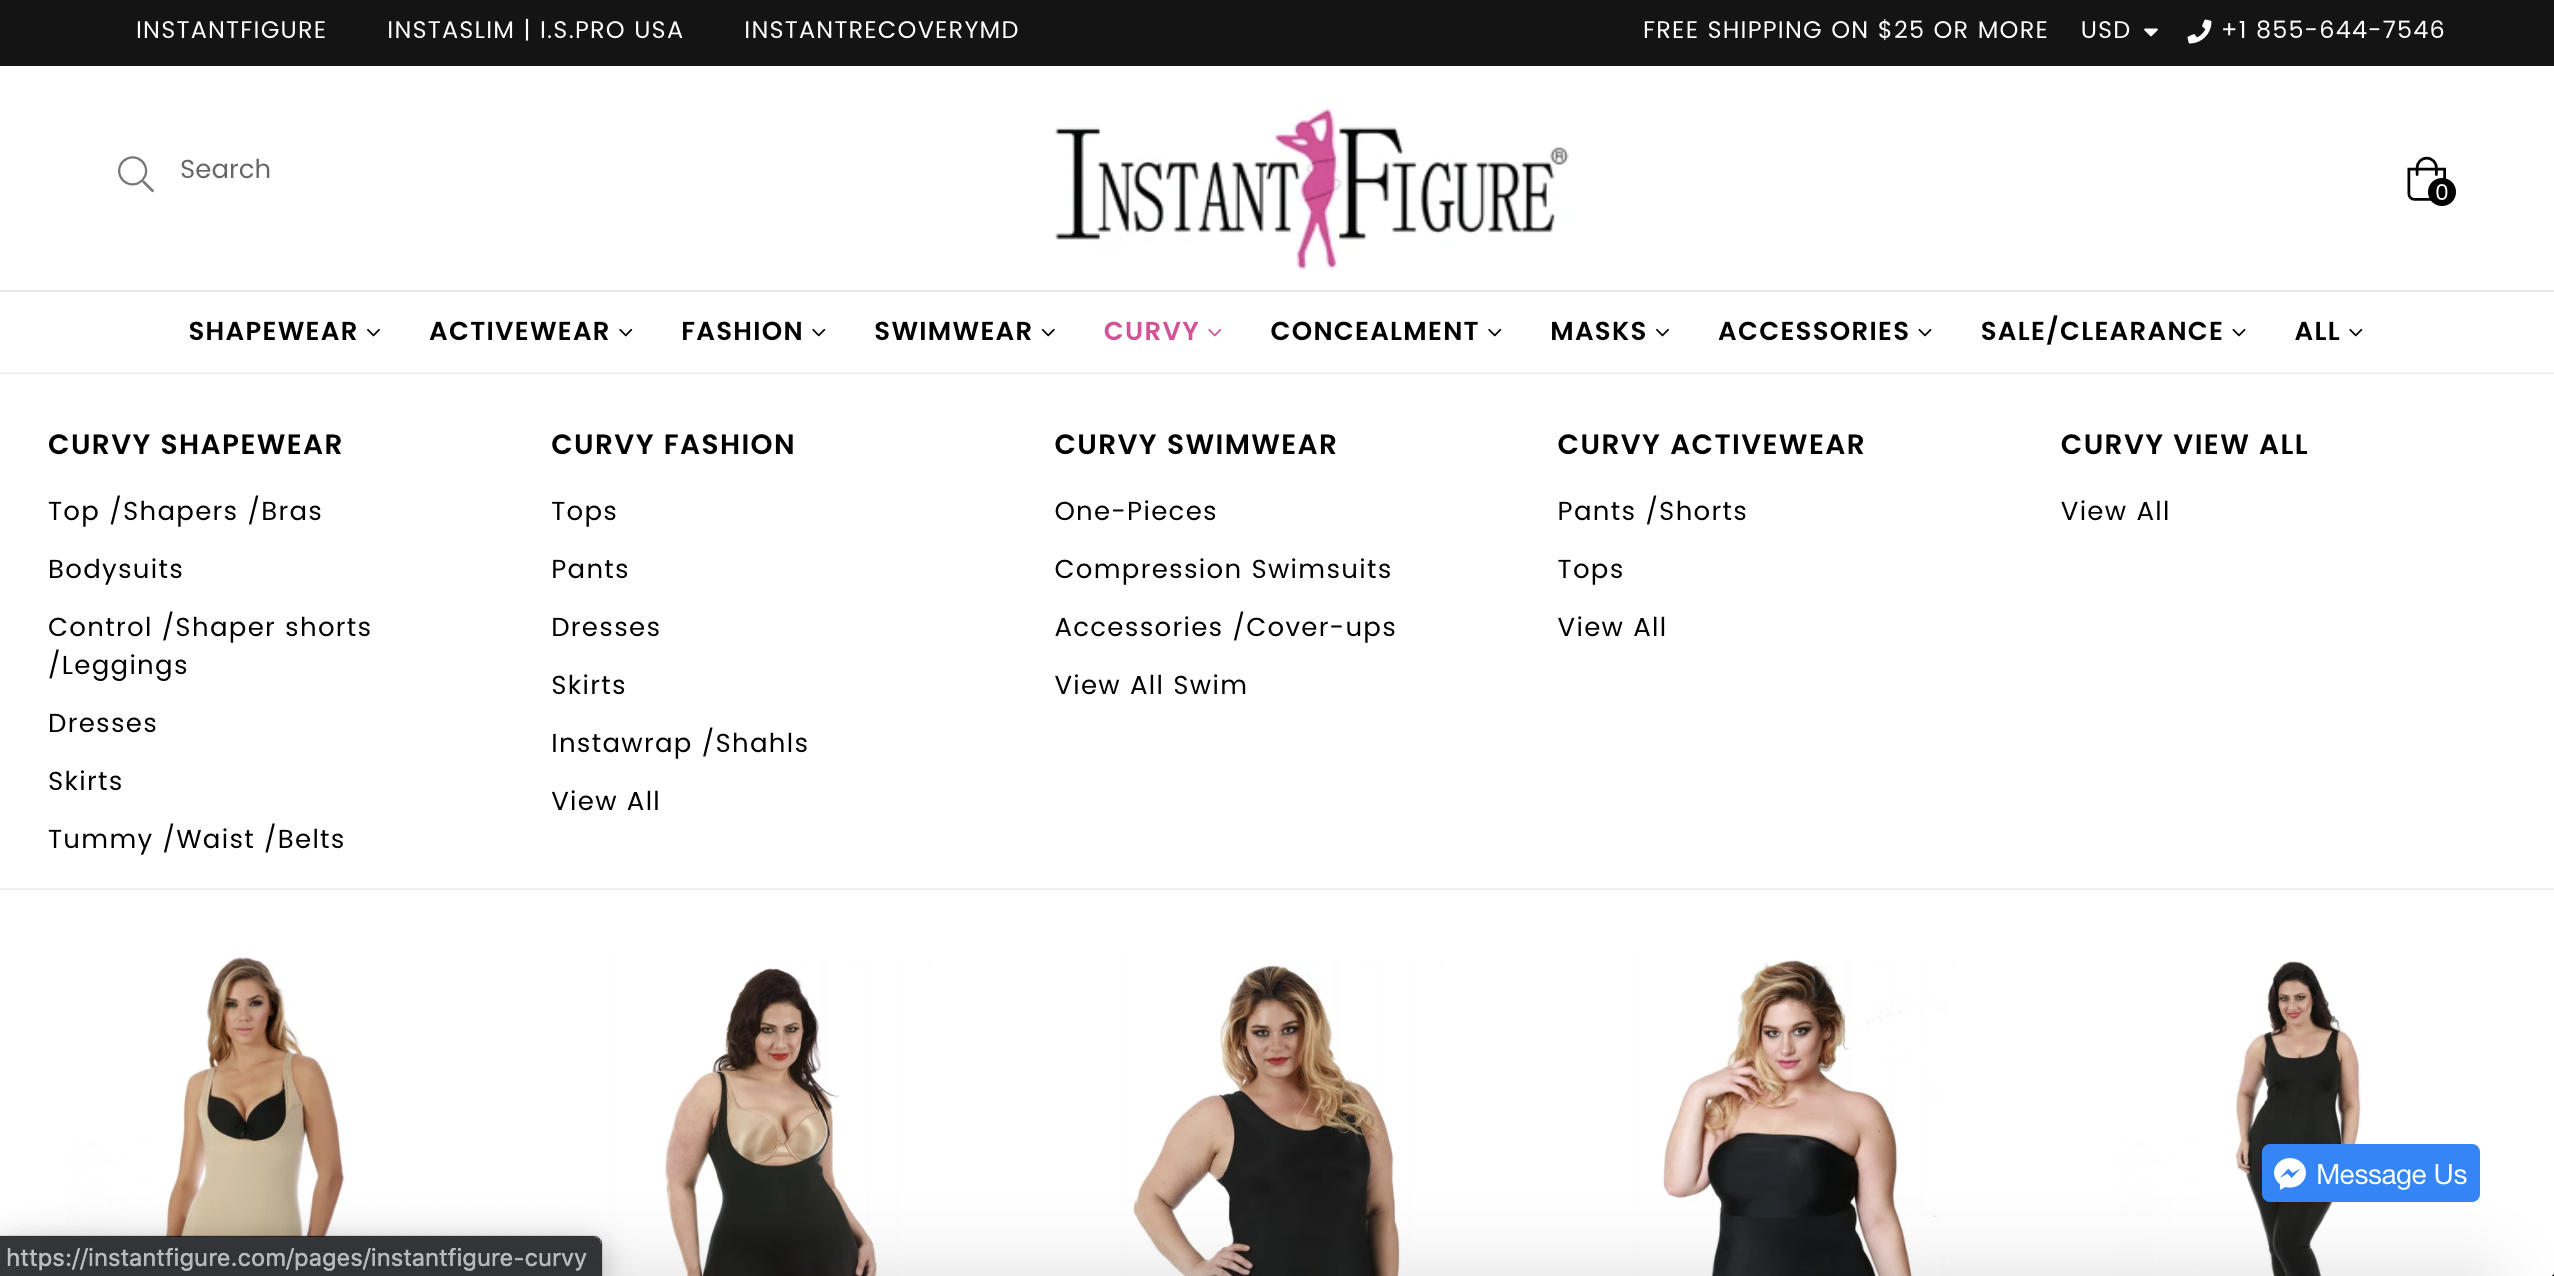 INSTANTFIGURE INSTASLIM | I.S.PRO USA INSTANTRECOVERYMD FREE SHIPPING ON $25 OR MORE USD +1 855-644-7546
Search
INSTANT FIGURE®
0
SHAPEWEAR ACTIVEWEAR FASHION SWIMWEAR CURVY CONCEALMENT MASKS ACCESSORIES SALE/CLEARANCE ALL
CURVY SHAPEWEAR
Top /Shapers /Bras
Bodysuits
Control /Shaper shorts
/Leggings
Dresses
Skirts
Tummy /Waist /Belts
CURVY FASHION
Tops
Pants
Dresses
Skirts
Instawrap /Shahls
View All
CURVY SWIMWEAR
One-Pieces
Compression Swimsuits
Accessories /Cover-ups
View All Swim
CURVY ACTIVEWEAR
Pants /Shorts
Tops
View All
CURVY VIEW ALL
View All
Message Us
https://instantfigure.com/pages/instantfigure-curvy